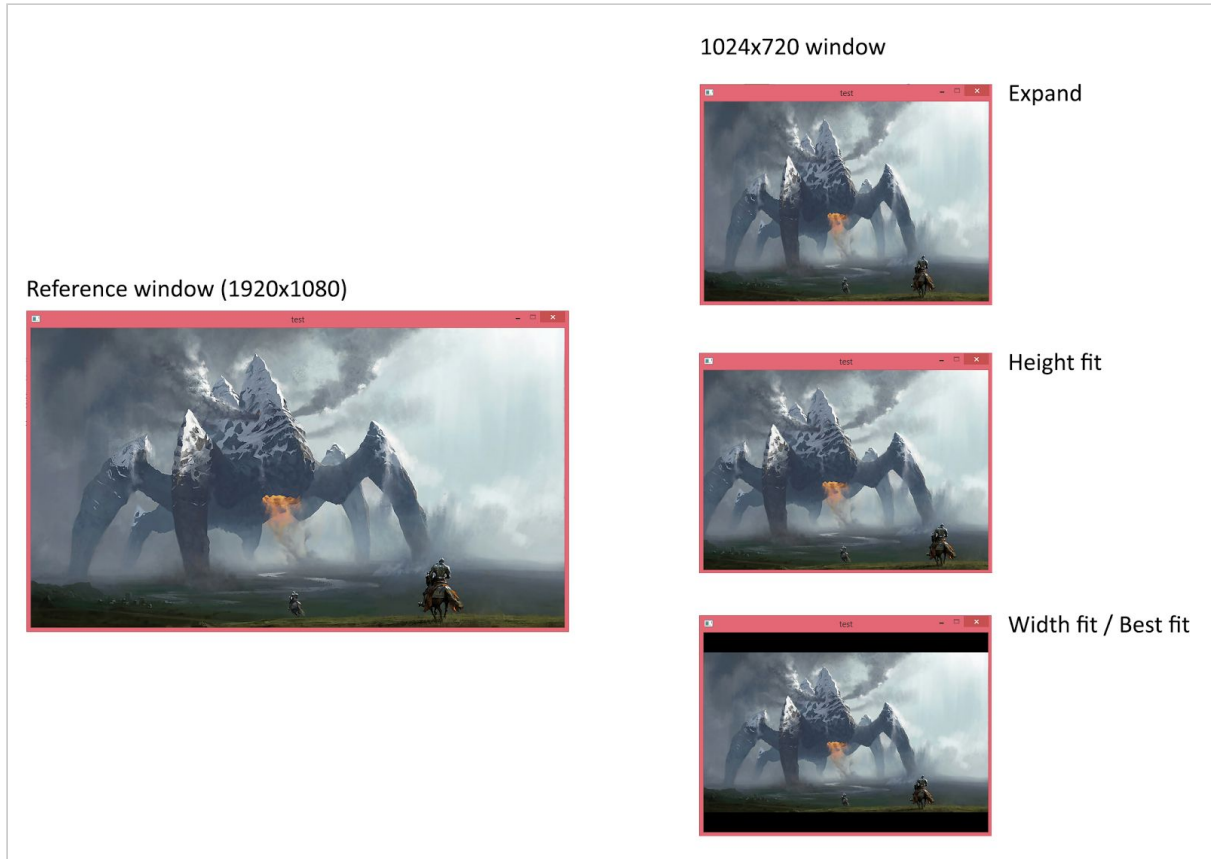 1024x720 window
test
Expand
Reference window (1920x1080)
test
test
Height fit
test
Width fit / Best fit